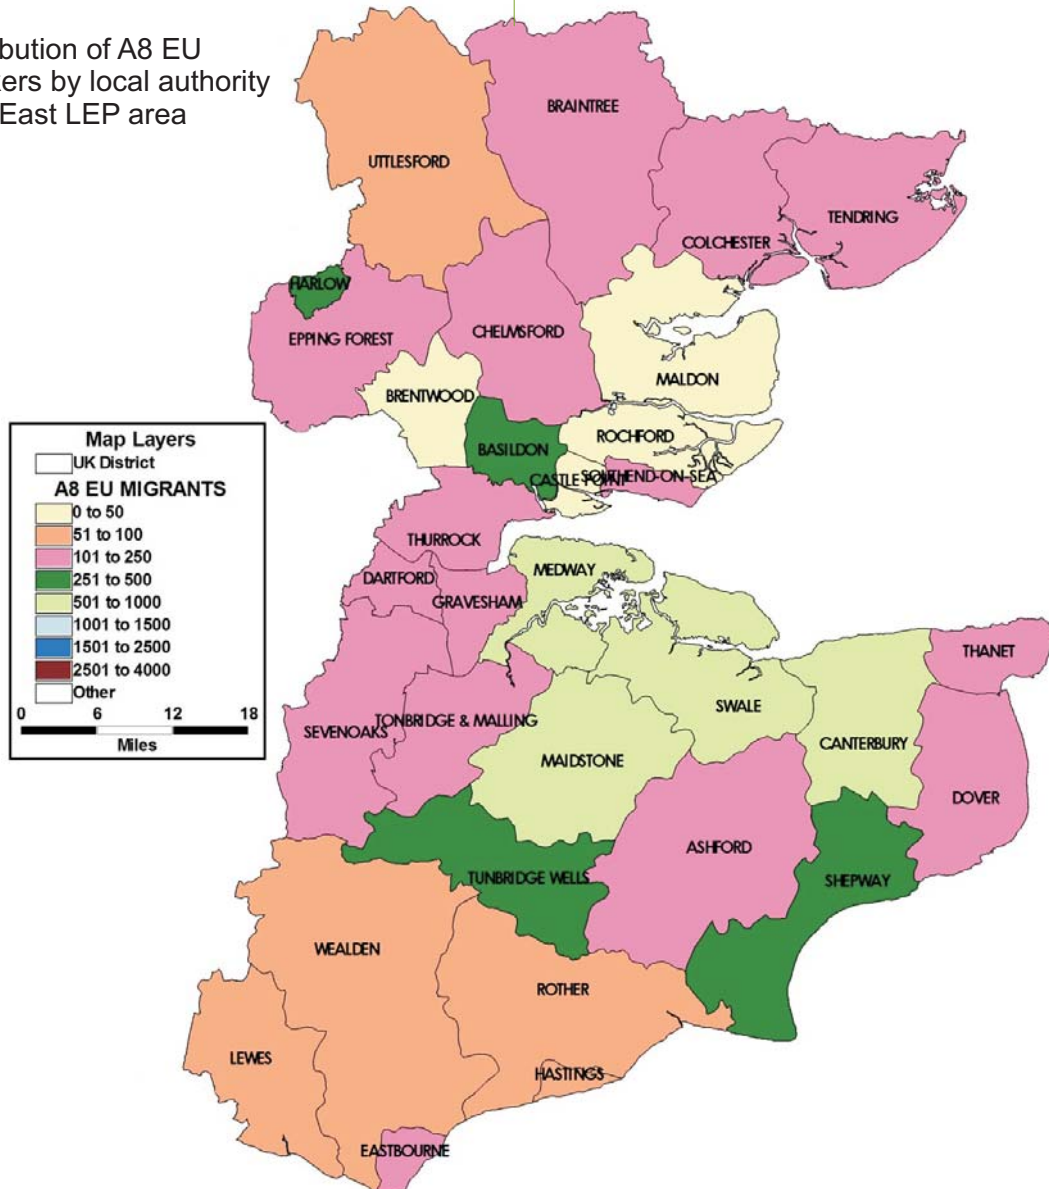 bution of A8 EU
kers by local authority
East LEP area
BRAINTREE
UTTLESFORD
TENDRING
COLCHESTER
HARLOW
CHELMSFORD
EPPING FOREST
MALDON
BRENTWOOD
ROCHFORD
BASILDON
SOUTHEND-ON-SEA
CASTLE POINT
Map Layers
UK District
A8 EU MIGRANTS
0 to 50
51 to 100
101 to 250
251 to 500
501 to 1000
1001 to 1500
1501 to 2500
2501 to 4000
Other
0 6 12 18
Miles
THURROCK
MEDWAY
DARTFORD
GRAVESHAM
THANET
SWALE
TONBRIDGE & MALLING
SEVENOAKS
CANTERBURY
MAIDSTONE
DOVER
ASHFORD
TUNBRIDGE WELLS
SHEPWAY
WEALDEN
ROTHER
LEWES
HASTINGS
EASTBOURNE